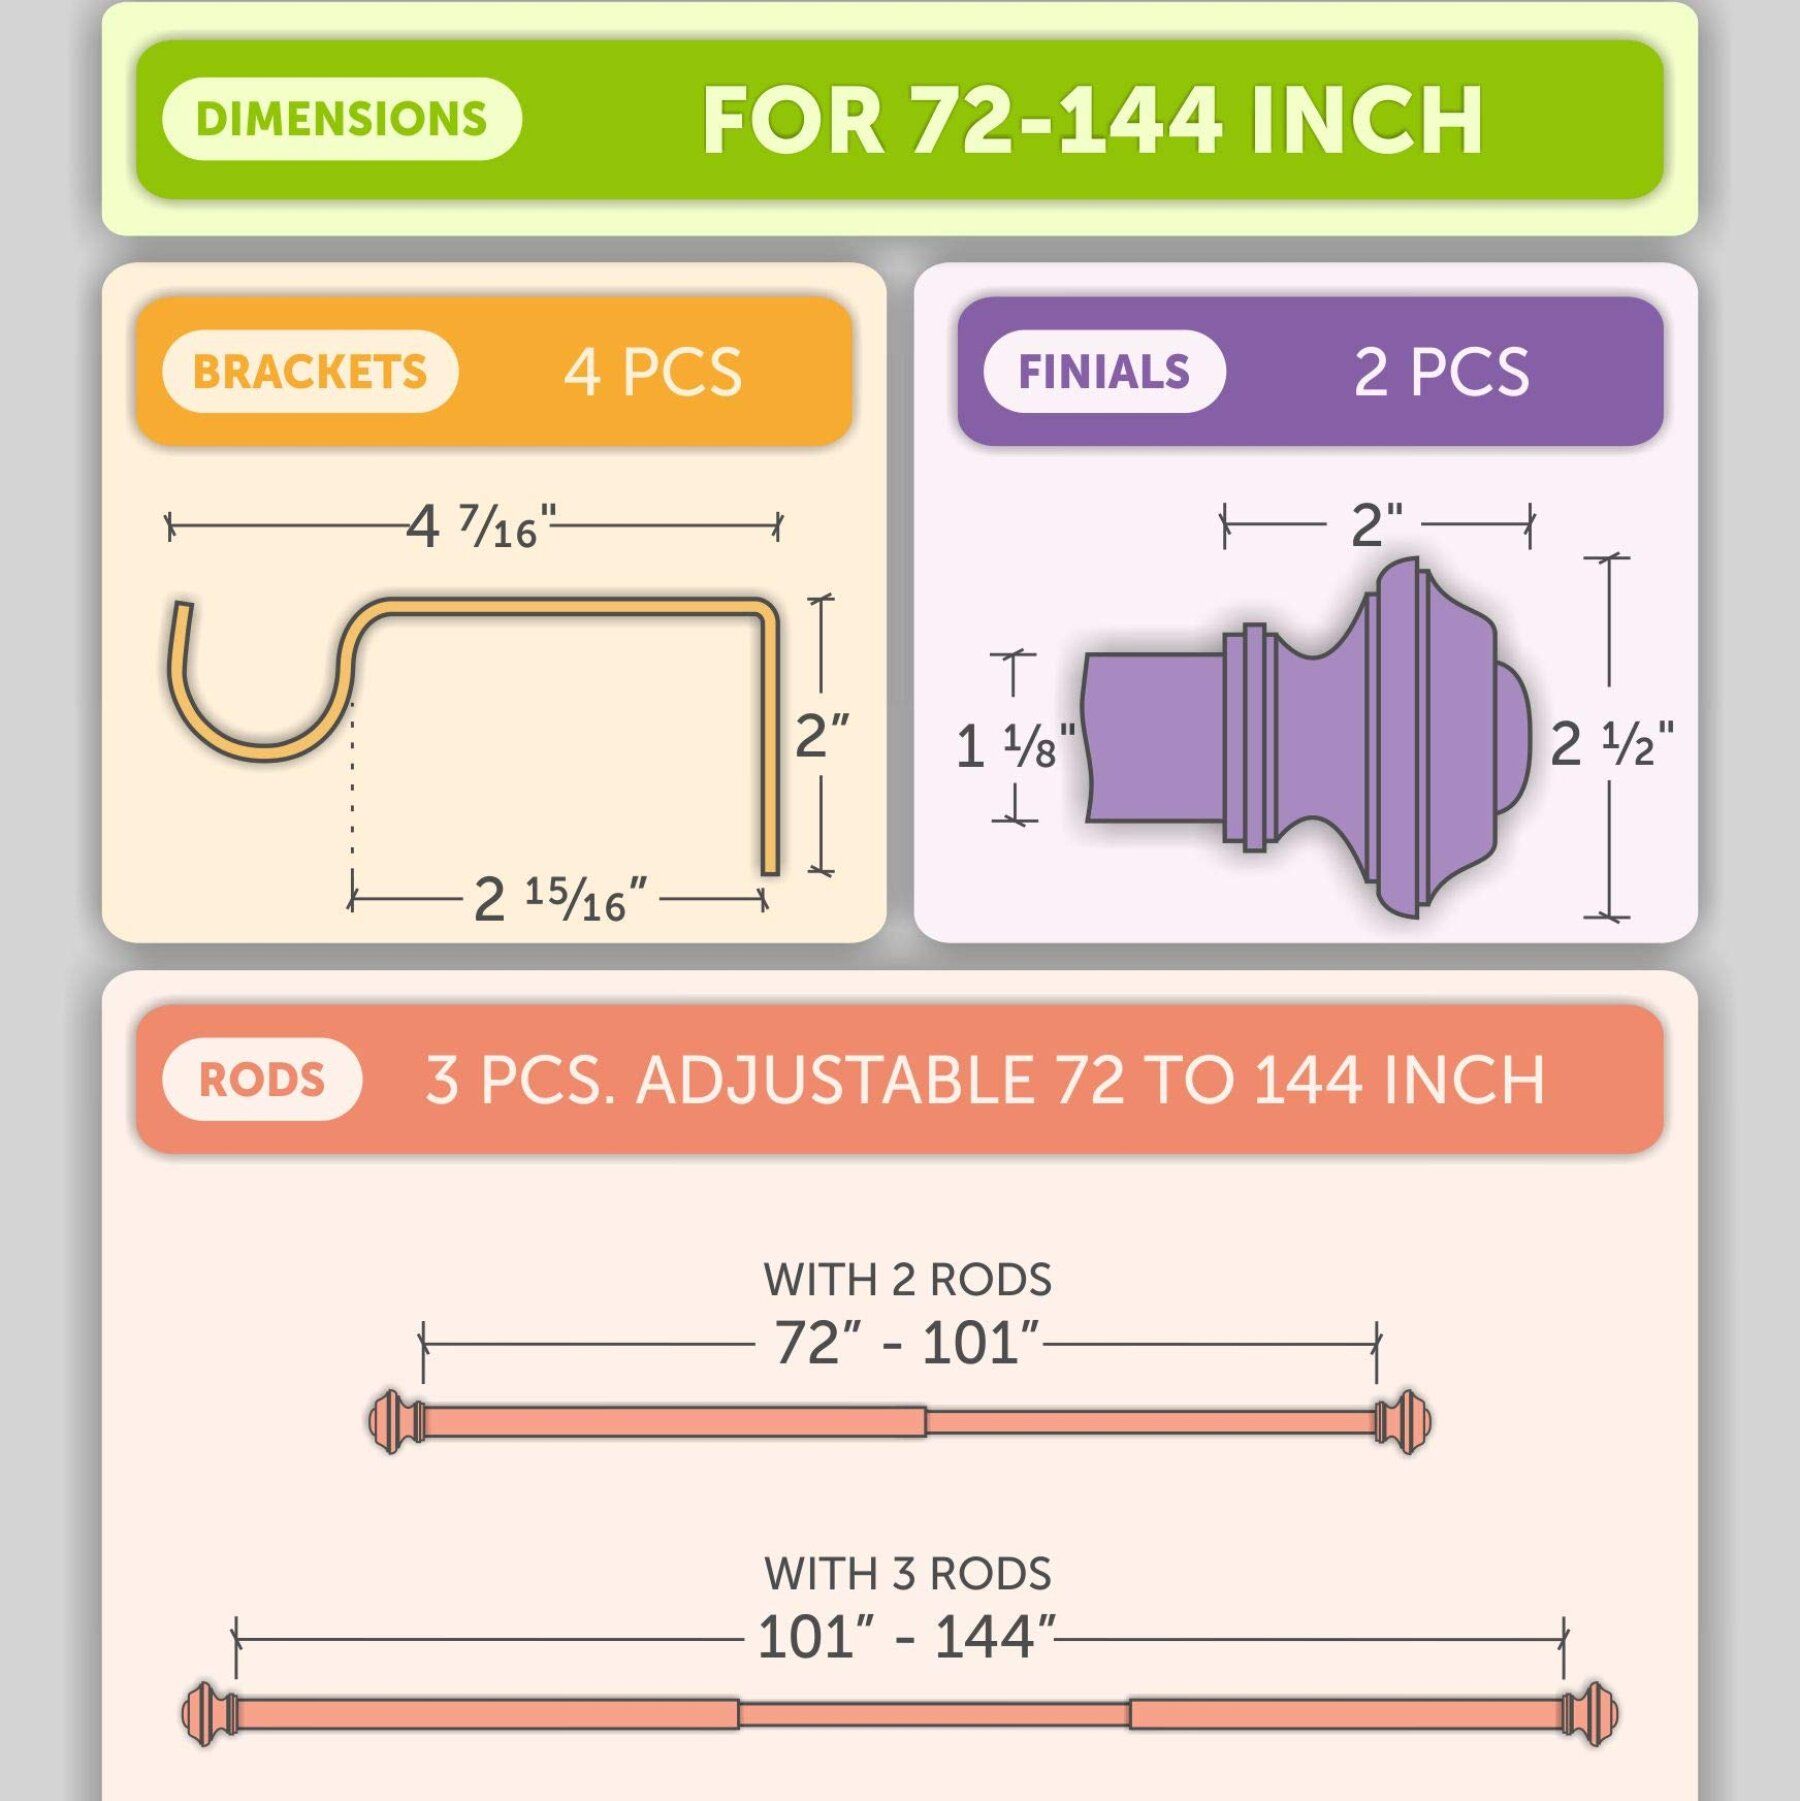 DIMENSIONS FOR 72-144 INCH
BRACKETS 4 PCS
4 7/16"
2″
2 15/16″
FINIALS 2 PCS
2"
1 1/8"
2 1/2"
RODS 3 PCS. ADJUSTABLE 72 TO 144 INCH
WITH 2 RODS
72″ - 101″
WITH 3 RODS
101″ - 144″